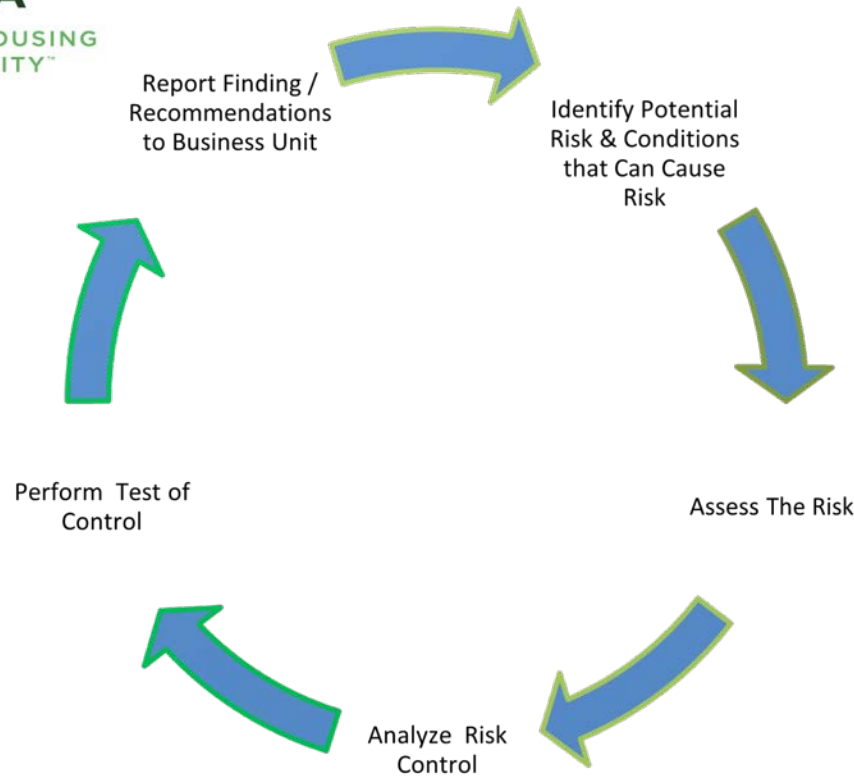 OUSING
ITY™
Report Finding /
Recommendations
to Business Unit
Identify Potential
Risk & Conditions
that Can Cause
Risk
Assess The Risk
Analyze Risk
Control
Perform Test of
Control